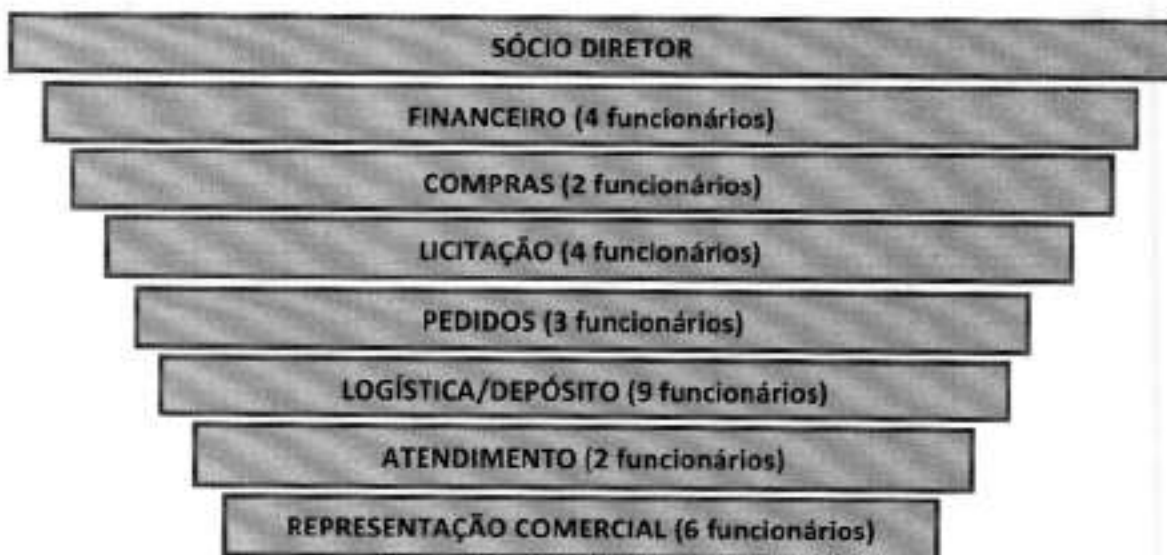 SÓCIO DIRETOR
FINANCEIRO (4 funcionários)
COMPRAS (2 funcionários)
LICITAÇÃO (4 funcionários)
PEDIDOS (3 funcionários)
LOGÍSTICA/DEPÓSITO (9 funcionários)
ATENDIMENTO (2 funcionários)
REPRESENTAÇÃO COMERCIAL (6 funcionários)